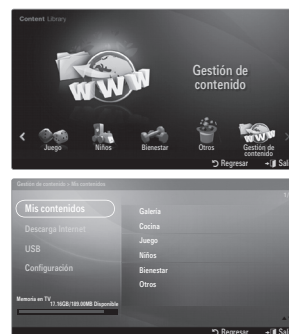 Content Library
Gestión de
contenido
WWW
Juego
Niños
Bienestar
Otros
Gestión de
contenido
Regresar
Sali
Gestión de contenido > Mis contenidos
Mis contenidos
Descarga Internet
USB
Configuración
Memoria en: TV
17.16GB/189.00MB Disponible
Galería
Cocina
Juego
Niños
Bienestar
Otros
Regresar
Sali